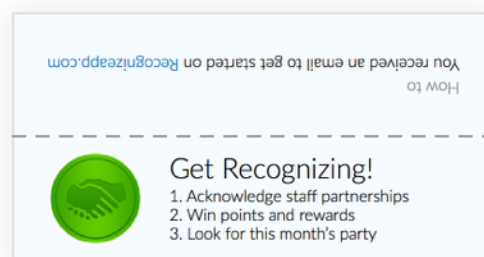 How to
You received an email to get started on Recognizeapp.com
Get Recognizing!
1. Acknowledge staff partnerships
2. Win points and rewards
3. Look for this month's party